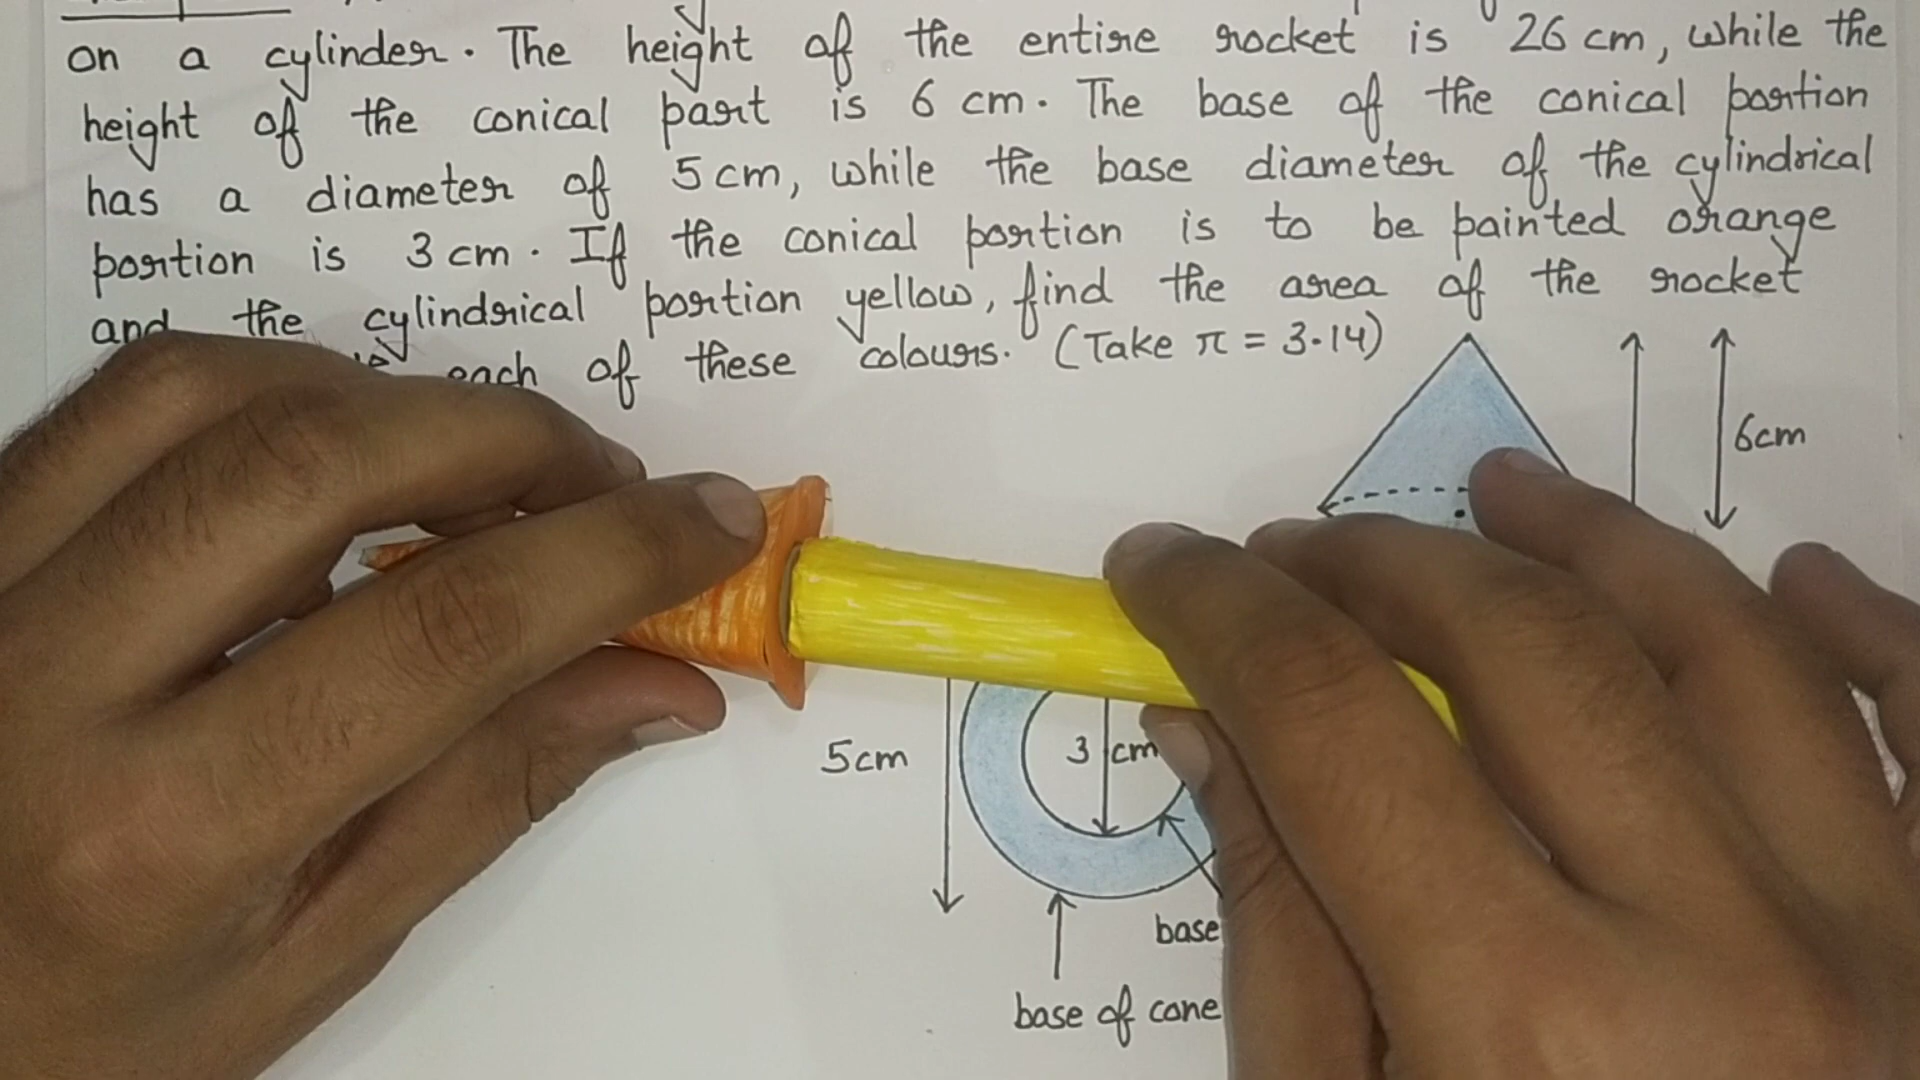 on a cylinder. The height of the entire rocket is 26 cm, while the
height of the conical part is 6 cm. The base of the conical portion
has a diameter of 5 cm, while the base diameter of the cylindrical
portion is 3 cm. If the conical portion is to be painted orange
and the cylindrical portion yellow, find the area of the rocket
each of these colours. (Take π = 3.14)
6cm
5cm
3 cm
base
base of cone